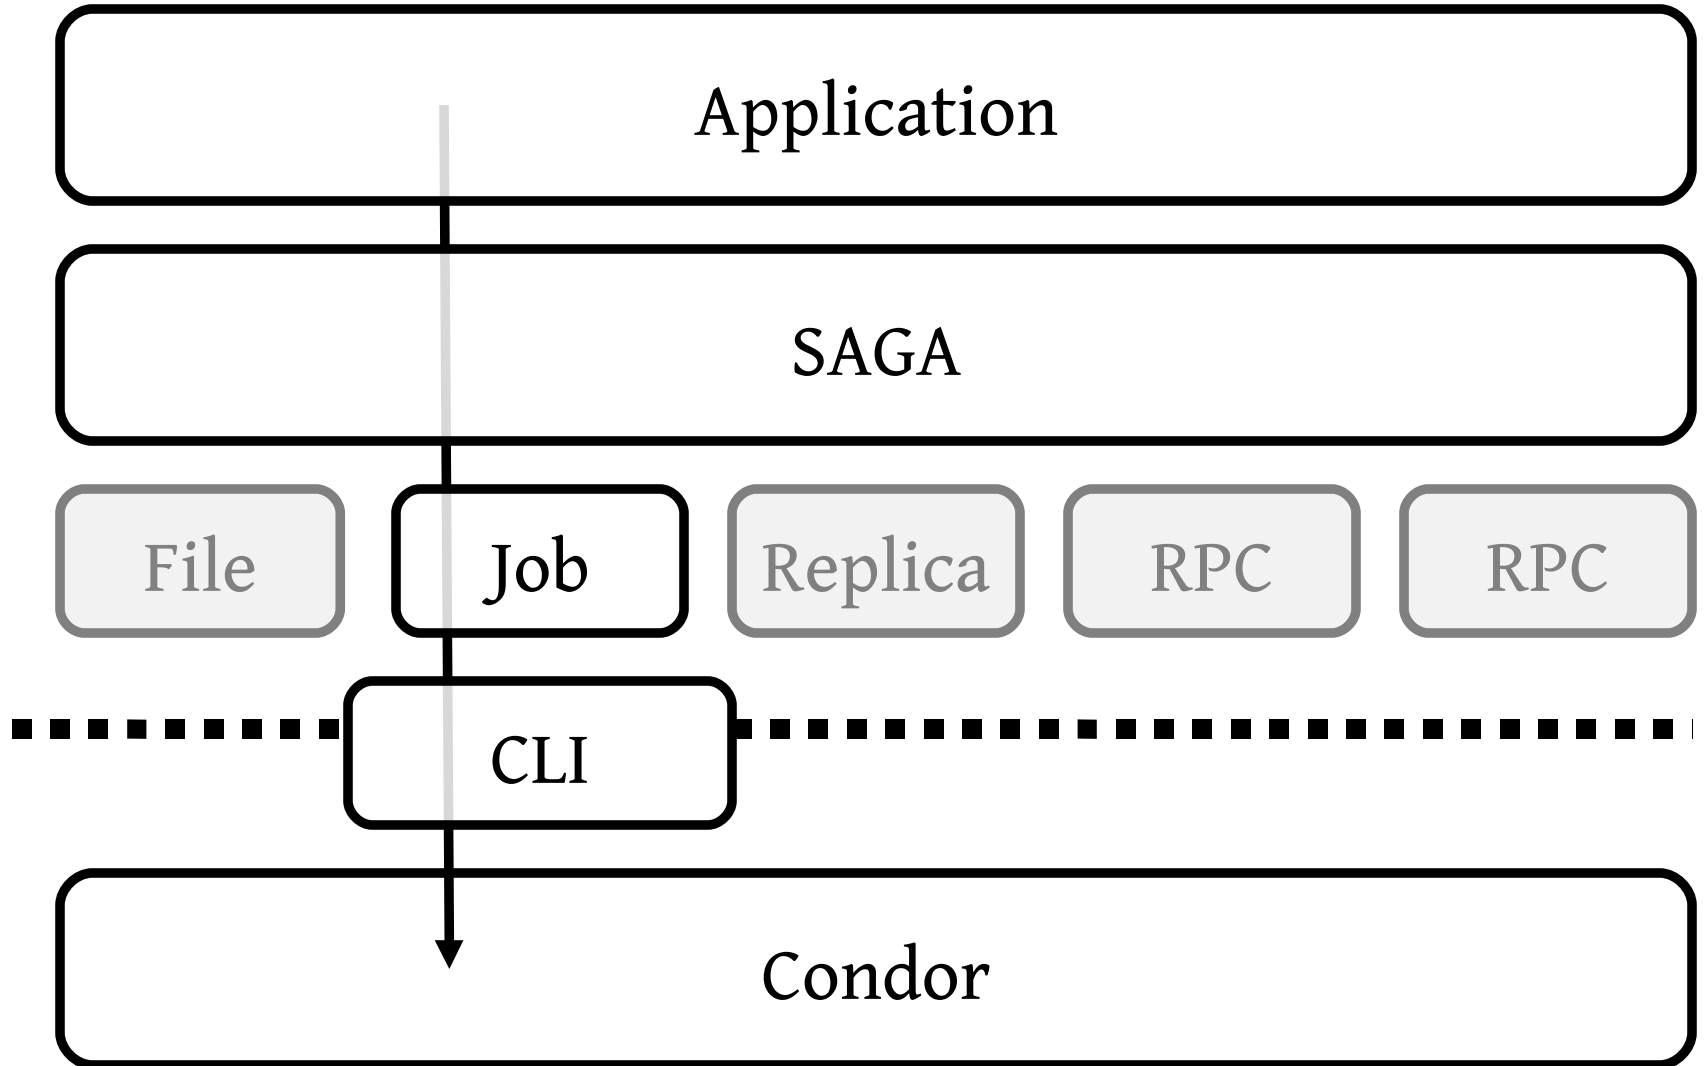 Application
SAGA
File
Job
Replica
RPC
RPC
CLI
Condor